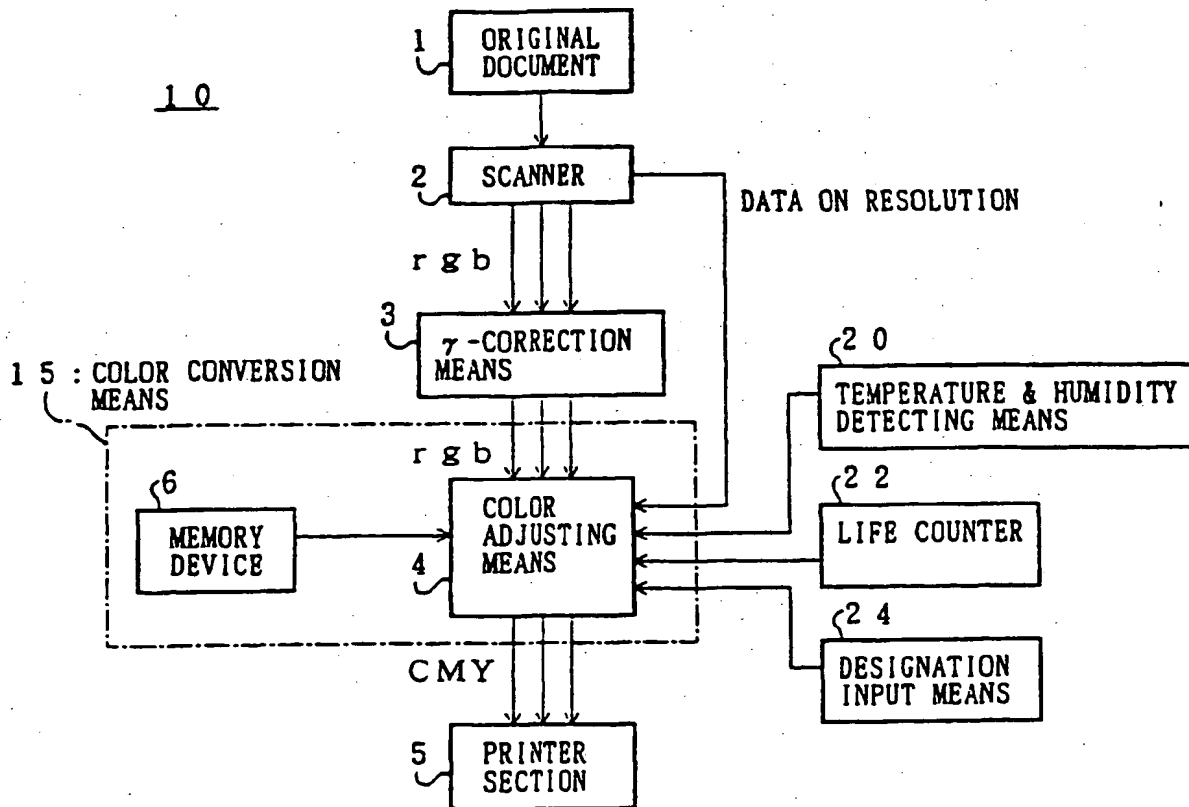 1
ORIGINAL
DOCUMENT
1 0
2
SCANNER
DATA ON RESOLUTION
r g b
3
γ-CORRECTION
MEANS
2 0
TEMPERATURE & HUMIDITY
DETECTING MEANS
1 5 : COLOR CONVERSION
MEANS
r g b
6
MEMORY
DEVICE
4
COLOR
ADJUSTING
MEANS
2 2
LIFE COUNTER
2 4
DESIGNATION
INPUT MEANS
CMY
5
PRINTER
SECTION